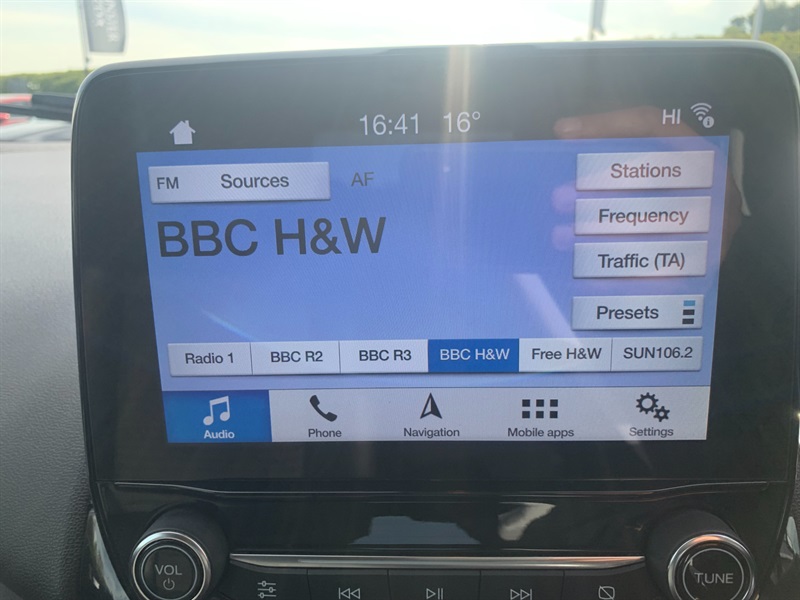 16:41 16° HI
FM Sources AF
Stations
BBC H&W
Frequency
Traffic (TA)
Presets
Radio 1 BBC R2 BBC R3 BBC H&W Free H&W SUN106.2
Audio Phone Navigation Mobile apps Settings
VOL TUNE